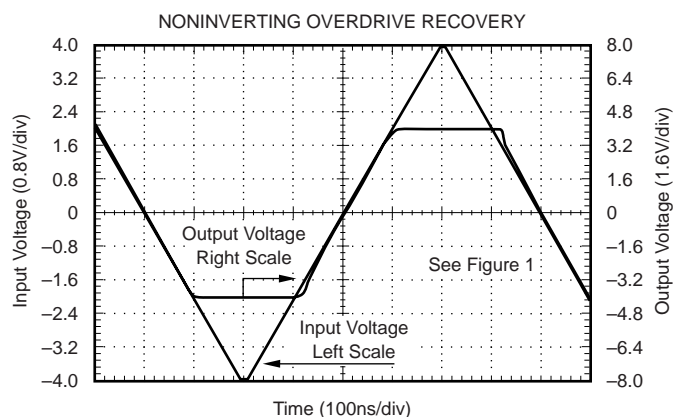 NONINVERTING OVERDRIVE RECOVERY
4.0
3.2
2.4
1.6
0.8
0
–0.8
–1.6
–2.4
–3.2
–4.0
Input Voltage (0.8V/div)
8.0
6.4
4.8
3.2
1.6
0
–1.6
–3.2
–4.8
–6.4
–8.0
Output Voltage (1.6V/div)
Output Voltage
Right Scale
See Figure 1
Input Voltage
Left Scale
Time (100ns/div)